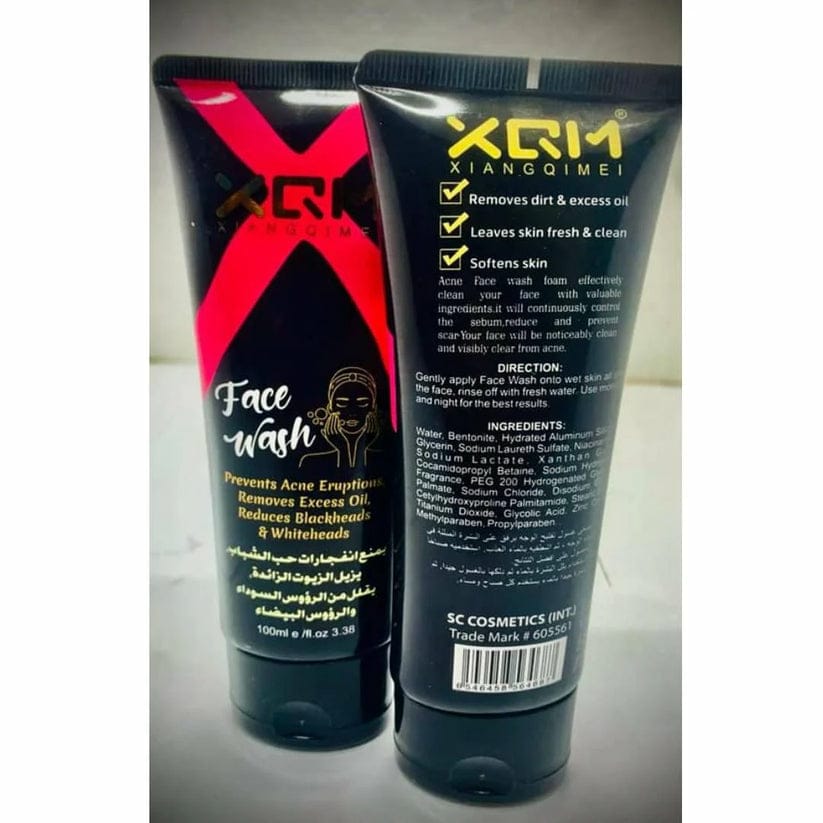 XQM
XIANGQIMEI
Face
Wash
Prevents Acne Eruptions,
Removes Excess Oil,
Reduces Blackheads
& Whiteheads
يمنع انفجارات حب الشباب،
يزيل الزيوت الزائدة،
يقلل من الرؤوس السوداء
والرؤوس البيضاء
100ml e /fl.oz 3.38
XQM®
XIANGQIMEI
Removes dirt & excess oil
Leaves skin fresh & clean
Softens skin
Acne Face wash foam effectively
clean your face with valuable
ingredients.it will continuously control
the sebum,reduce and prevent
scar-Your face will be noticeably clean
and visibly clear from acne.
DIRECTION:
Gently apply Face Wash onto wet skin all
the face, rinse off with fresh water. Use
and night for the best results.
INGREDIENTS:
Water, Bentonite, Hydrated Aluminum
Glycerin, Sodium Laureth Sulfate,
Sodium Lactate, Xanthan
Cocamidopropyl Betaine, Sodium
Fragrance, PEG 200 Hydrogenated
Palmate, Sodium Chloride,
Cetylhydroxyproline Palmitamide,
Titanium Dioxide, Glycolic Acid,
Methylparaben, Propylparaben.
SC COSMETICS (INT.)
Trade Mark # 605561